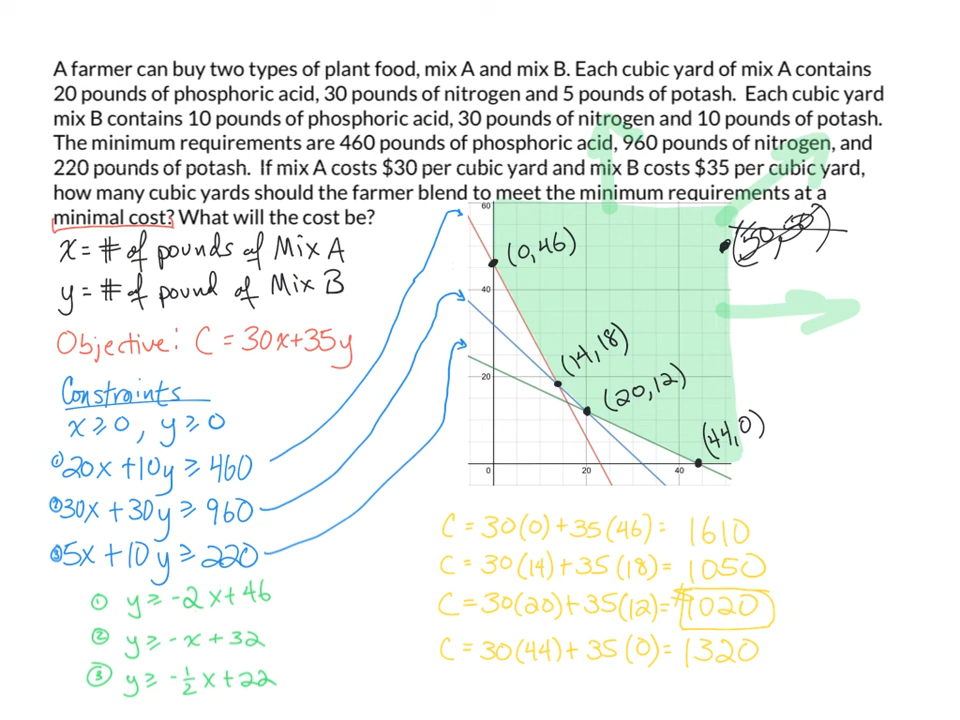 A farmer can buy two types of plant food, mix A and mix B. Each cubic yard of mix A contains
20 pounds of phosphoric acid, 30 pounds of nitrogen and 5 pounds of potash. Each cubic yard
mix B contains 10 pounds of phosphoric acid, 30 pounds of nitrogen and 10 pounds of potash.
The minimum requirements are 460 pounds of phosphoric acid, 960 pounds of nitrogen, and
220 pounds of potash. If mix A costs $30 per cubic yard and mix B costs $35 per cubic yard,
how many cubic yards should the farmer blend to meet the minimum requirements at a
minimal cost? What will the cost be?
x = # of pounds of Mix A
y = # of pound of Mix B
Objective: C = 30x+35y
Constraints
x ≥ 0, y ≥ 0
① 20x + 10y ≥ 460
② 30x + 30y ≥ 960
③ 5x + 10y ≥ 220
① y ≥ -2x + 46
② y ≥ -x + 32
③ y ≥ -1/2 x + 22
60
40
20
0
20
40
(0,46)
(14,18)
(20,12)
(44,0)
C = 30(0) + 35(46) = 1610
C = 30(14) + 35(18) = 1050
C = 30(20) + 35(12) = $1020
C = 30(44) + 35(0) = 1320